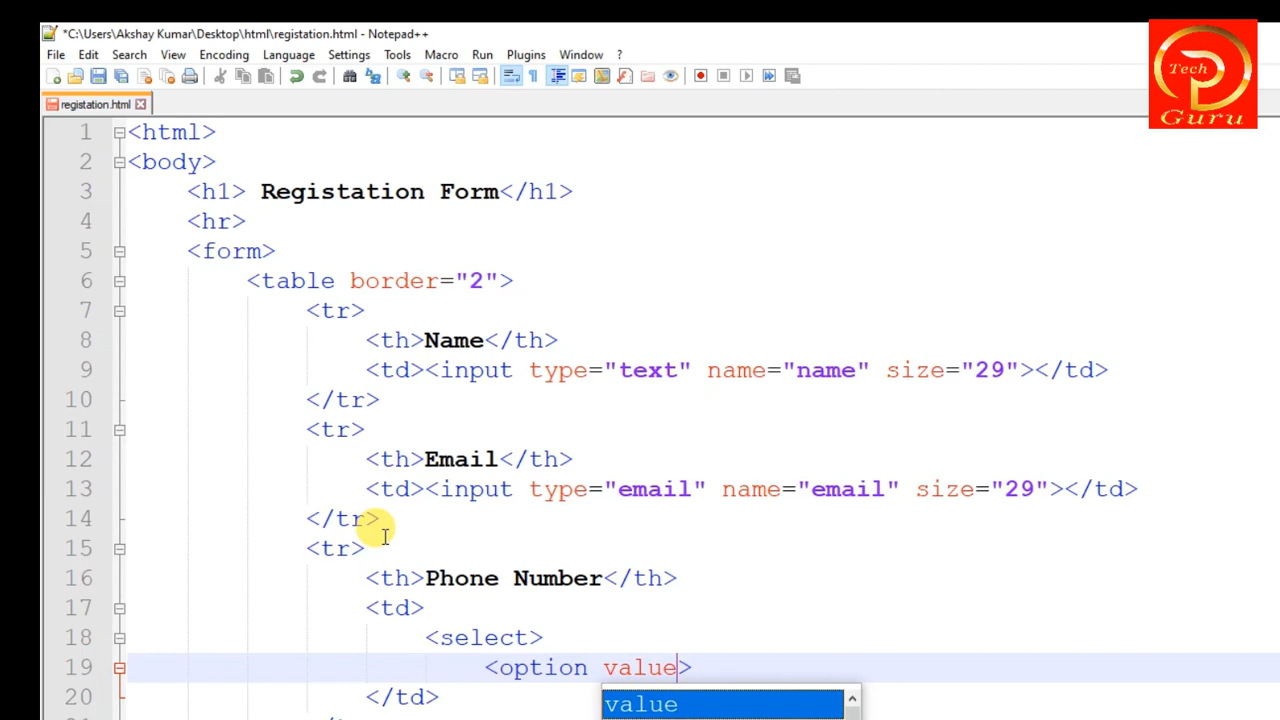 *C:\Users\Akshay Kumar\Desktop\html\registation.html - Notepad++
File Edit Search View Encoding Language Settings Tools Macro Run Plugins Window ?
registation.html
Tech
Guru
1 <html>
2 <body>
3 <h1> Registation Form</h1>
4 <hr>
5 <form>
6 <table border="2">
7 <tr>
8 <th>Name</th>
9 <td><input type="text" name="name" size="29"></td>
10 </tr>
11 <tr>
12 <th>Email</th>
13 <td><input type="email" name="email" size="29"></td>
14 </tr>
15 <tr>
16 <th>Phone Number</th>
17 <td>
18 <select>
19 <option value>
value
20 </td>